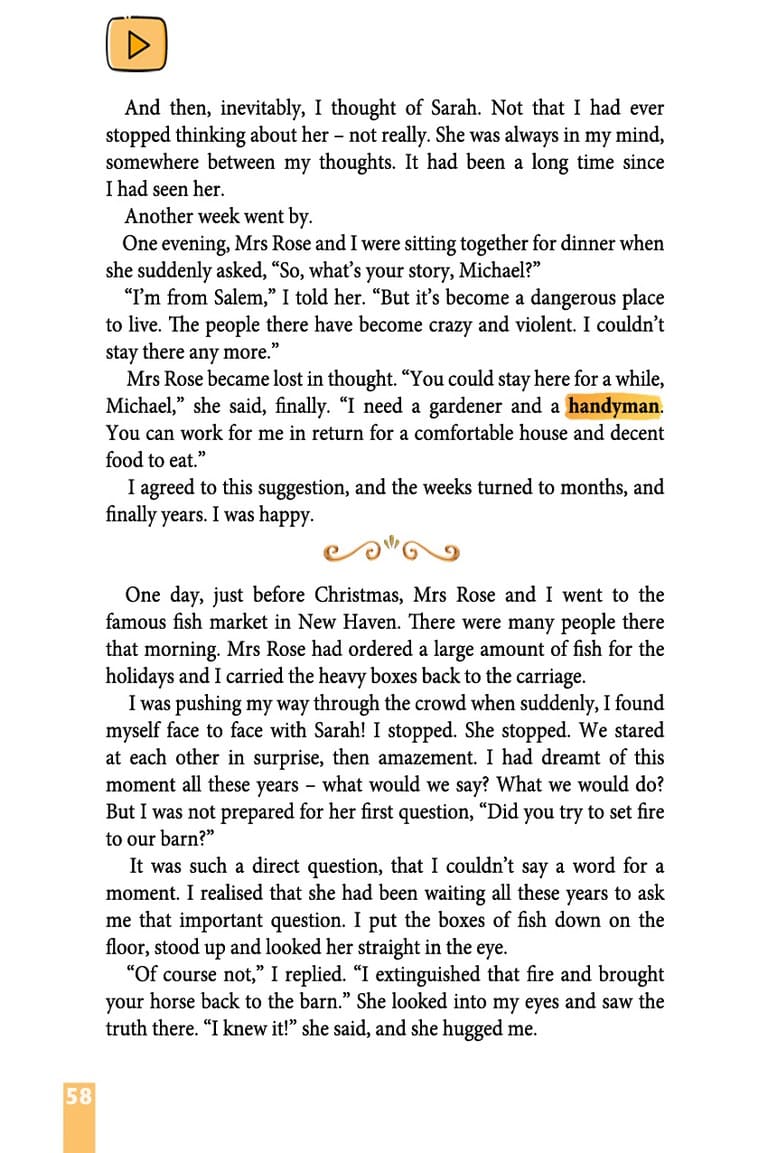 And then, inevitably, I thought of Sarah. Not that I had ever
stopped thinking about her – not really. She was always in my mind,
somewhere between my thoughts. It had been a long time since
I had seen her.
Another week went by.
One evening, Mrs Rose and I were sitting together for dinner when
she suddenly asked, “So, what’s your story, Michael?”
“I’m from Salem,” I told her. “But it’s become a dangerous place
to live. The people there have become crazy and violent. I couldn’t
stay there any more.”
Mrs Rose became lost in thought. “You could stay here for a while,
Michael,” she said, finally. “I need a gardener and a handyman.
You can work for me in return for a comfortable house and decent
food to eat.”
I agreed to this suggestion, and the weeks turned to months, and
finally years. I was happy.
One day, just before Christmas, Mrs Rose and I went to the
famous fish market in New Haven. There were many people there
that morning. Mrs Rose had ordered a large amount of fish for the
holidays and I carried the heavy boxes back to the carriage.
I was pushing my way through the crowd when suddenly, I found
myself face to face with Sarah! I stopped. She stopped. We stared
at each other in surprise, then amazement. I had dreamt of this
moment all these years – what would we say? What we would do?
But I was not prepared for her first question, “Did you try to set fire
to our barn?”
It was such a direct question, that I couldn’t say a word for a
moment. I realised that she had been waiting all these years to ask
me that important question. I put the boxes of fish down on the
floor, stood up and looked her straight in the eye.
“Of course not,” I replied. “I extinguished that fire and brought
your horse back to the barn.” She looked into my eyes and saw the
truth there. “I knew it!” she said, and she hugged me.
58